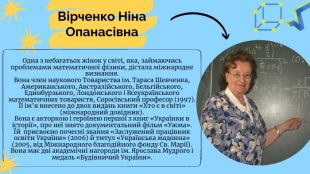 Вірченко Ніна
Опанасівна
Одна з небагатьох жінок у світі, яка, займаючись
проблемами математичної фізики, дістала міжнародне
визнання.
Вона член наукового Товариства ім. Тараса Шевченка,
Американського, Австралійського, Бельгійського,
Единбурзького, Лондонського і Всеукраїнського
математичних товариств, Соросівський професор (1997).
Її ім'я внесено до двох видань книги «Хто є в світі»
(міжнародний довідник).
Вона є авторкою і героїнею першої з книг «Українки в
історії», про неї знято документальний фільм «Ужма».
Їй присвоєно почесні звання «Заслужений працівник
освіти України» (2006) й титул «Українська мадонна»
(2005, від Міжнародного благодійного фонду Св. Марії).
Вона має дві академічні нагороди ім. Ярослава Мудрого і
медаль «Будівничий України».